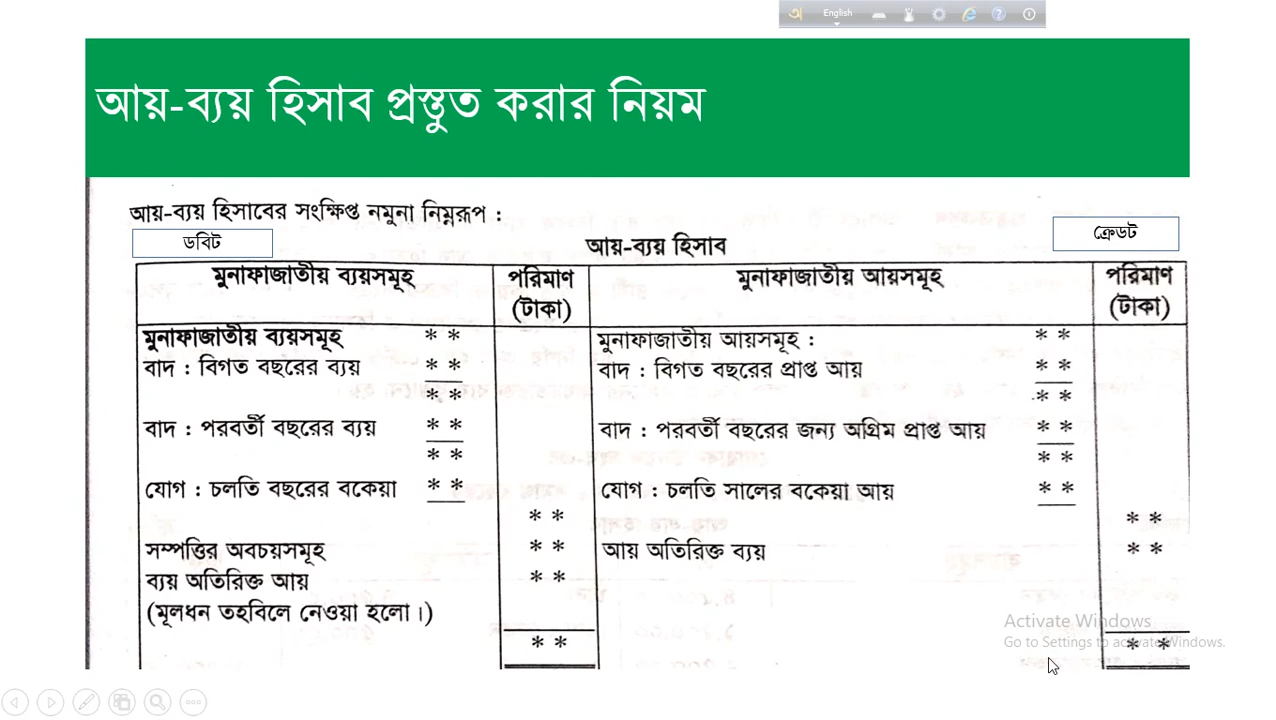 English
আয়-ব্যয় হিসাব প্রস্তুত করার নিয়ম
আয়-ব্যয় হিসাবের সংক্ষিপ্ত নমুনা নিম্নরূপ :
ডবিট
আয়-ব্যয় হিসাব
ক্রেডট
মুনাফাজাতীয় ব্যয়সমূহ পরিমাণ (টাকা) মুনাফাজাতীয় আয়সমূহ পরিমাণ (টাকা)
মুনাফাজাতীয় ব্যয়সমূহ * * মুনাফাজাতীয় আয়সমূহ : * *
বাদ : বিগত বছরের ব্যয় * * বাদ : বিগত বছরের প্রাপ্ত আয় * *
* * * *
বাদ : পরবর্তী বছরের ব্যয় * * বাদ : পরবর্তী বছরের জন্য অগ্রিম প্রাপ্ত আয় * *
* * * *
যোগ : চলতি বছরের বকেয়া * * যোগ : চলতি সালের বকেয়া আয় * *
* * * *
সম্পত্তির অবচয়সমূহ * * আয় অতিরিক্ত ব্যয় * *
ব্যয় অতিরিক্ত আয় * *
(মূলধন তহবিলে নেওয়া হলো।)
* * * *
Activate Windows
Go to Settings to activate Windows.